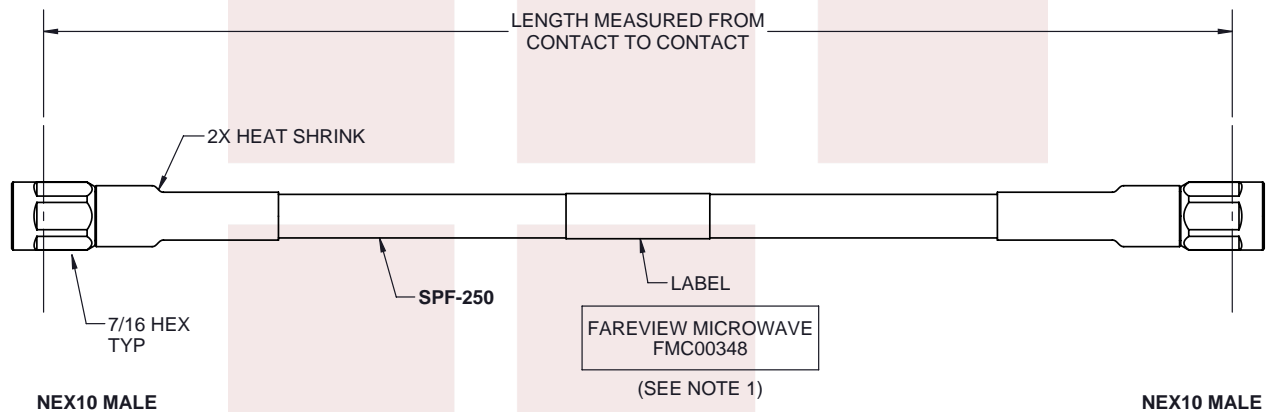 LENGTH MEASURED FROM
CONTACT TO CONTACT
2X HEAT SHRINK
SPF-250
LABEL
7/16 HEX
TYP
FAREVIEW MICROWAVE
FMC00348
(SEE NOTE 1)
NEX10 MALE
NEX10 MALE